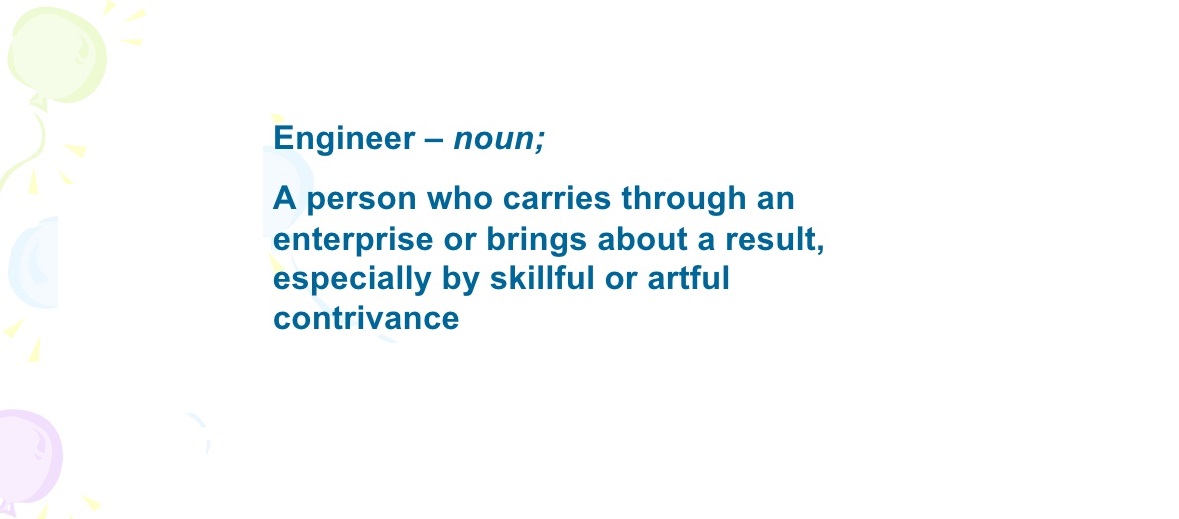 Engineer – noun;
A person who carries through an
enterprise or brings about a result,
especially by skillful or artful
contrivance